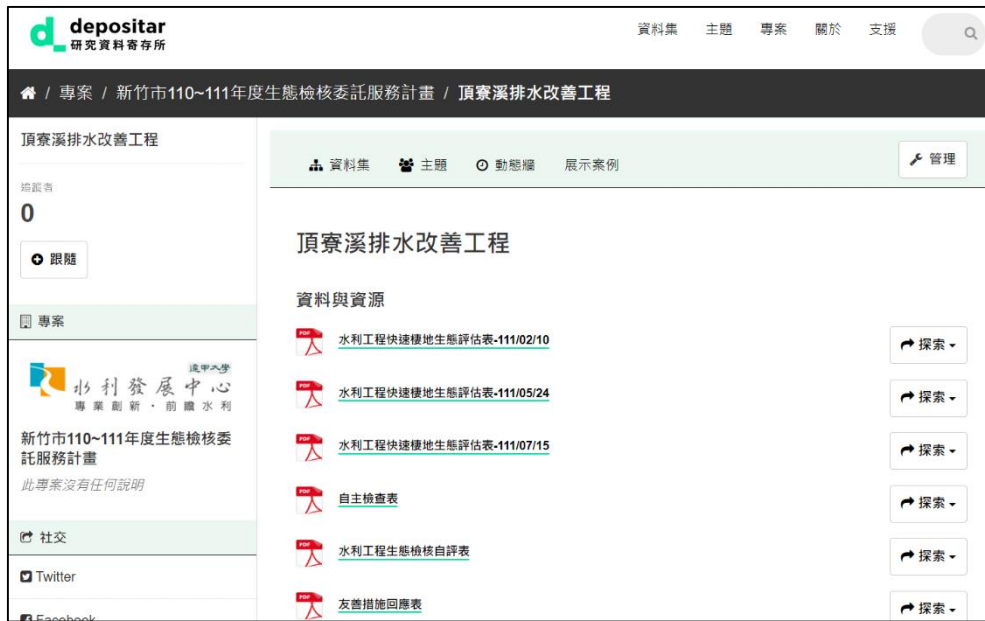 depositar
研究資料寄存所
資料集 主題 專案 關於 支援
/ 專案 / 新竹市110~111年度生態檢核委託服務計畫 / 頂寮溪排水改善工程
頂寮溪排水改善工程
追蹤者
0
跟隨
專案
逢甲大學
水利發展中心
專業創新・前瞻水利
新竹市110~111年度生態檢核委
託服務計畫
此專案沒有任何說明
社交
Twitter
Facebook
資料集 主題 動態牆 展示案例 管理
頂寮溪排水改善工程
資料與資源
PDF 水利工程快速棲地生態評估表-111/02/10 探索
PDF 水利工程快速棲地生態評估表-111/05/24 探索
PDF 水利工程快速棲地生態評估表-111/07/15 探索
PDF 自主檢查表 探索
PDF 水利工程生態檢核自評表 探索
PDF 友善措施回應表 探索